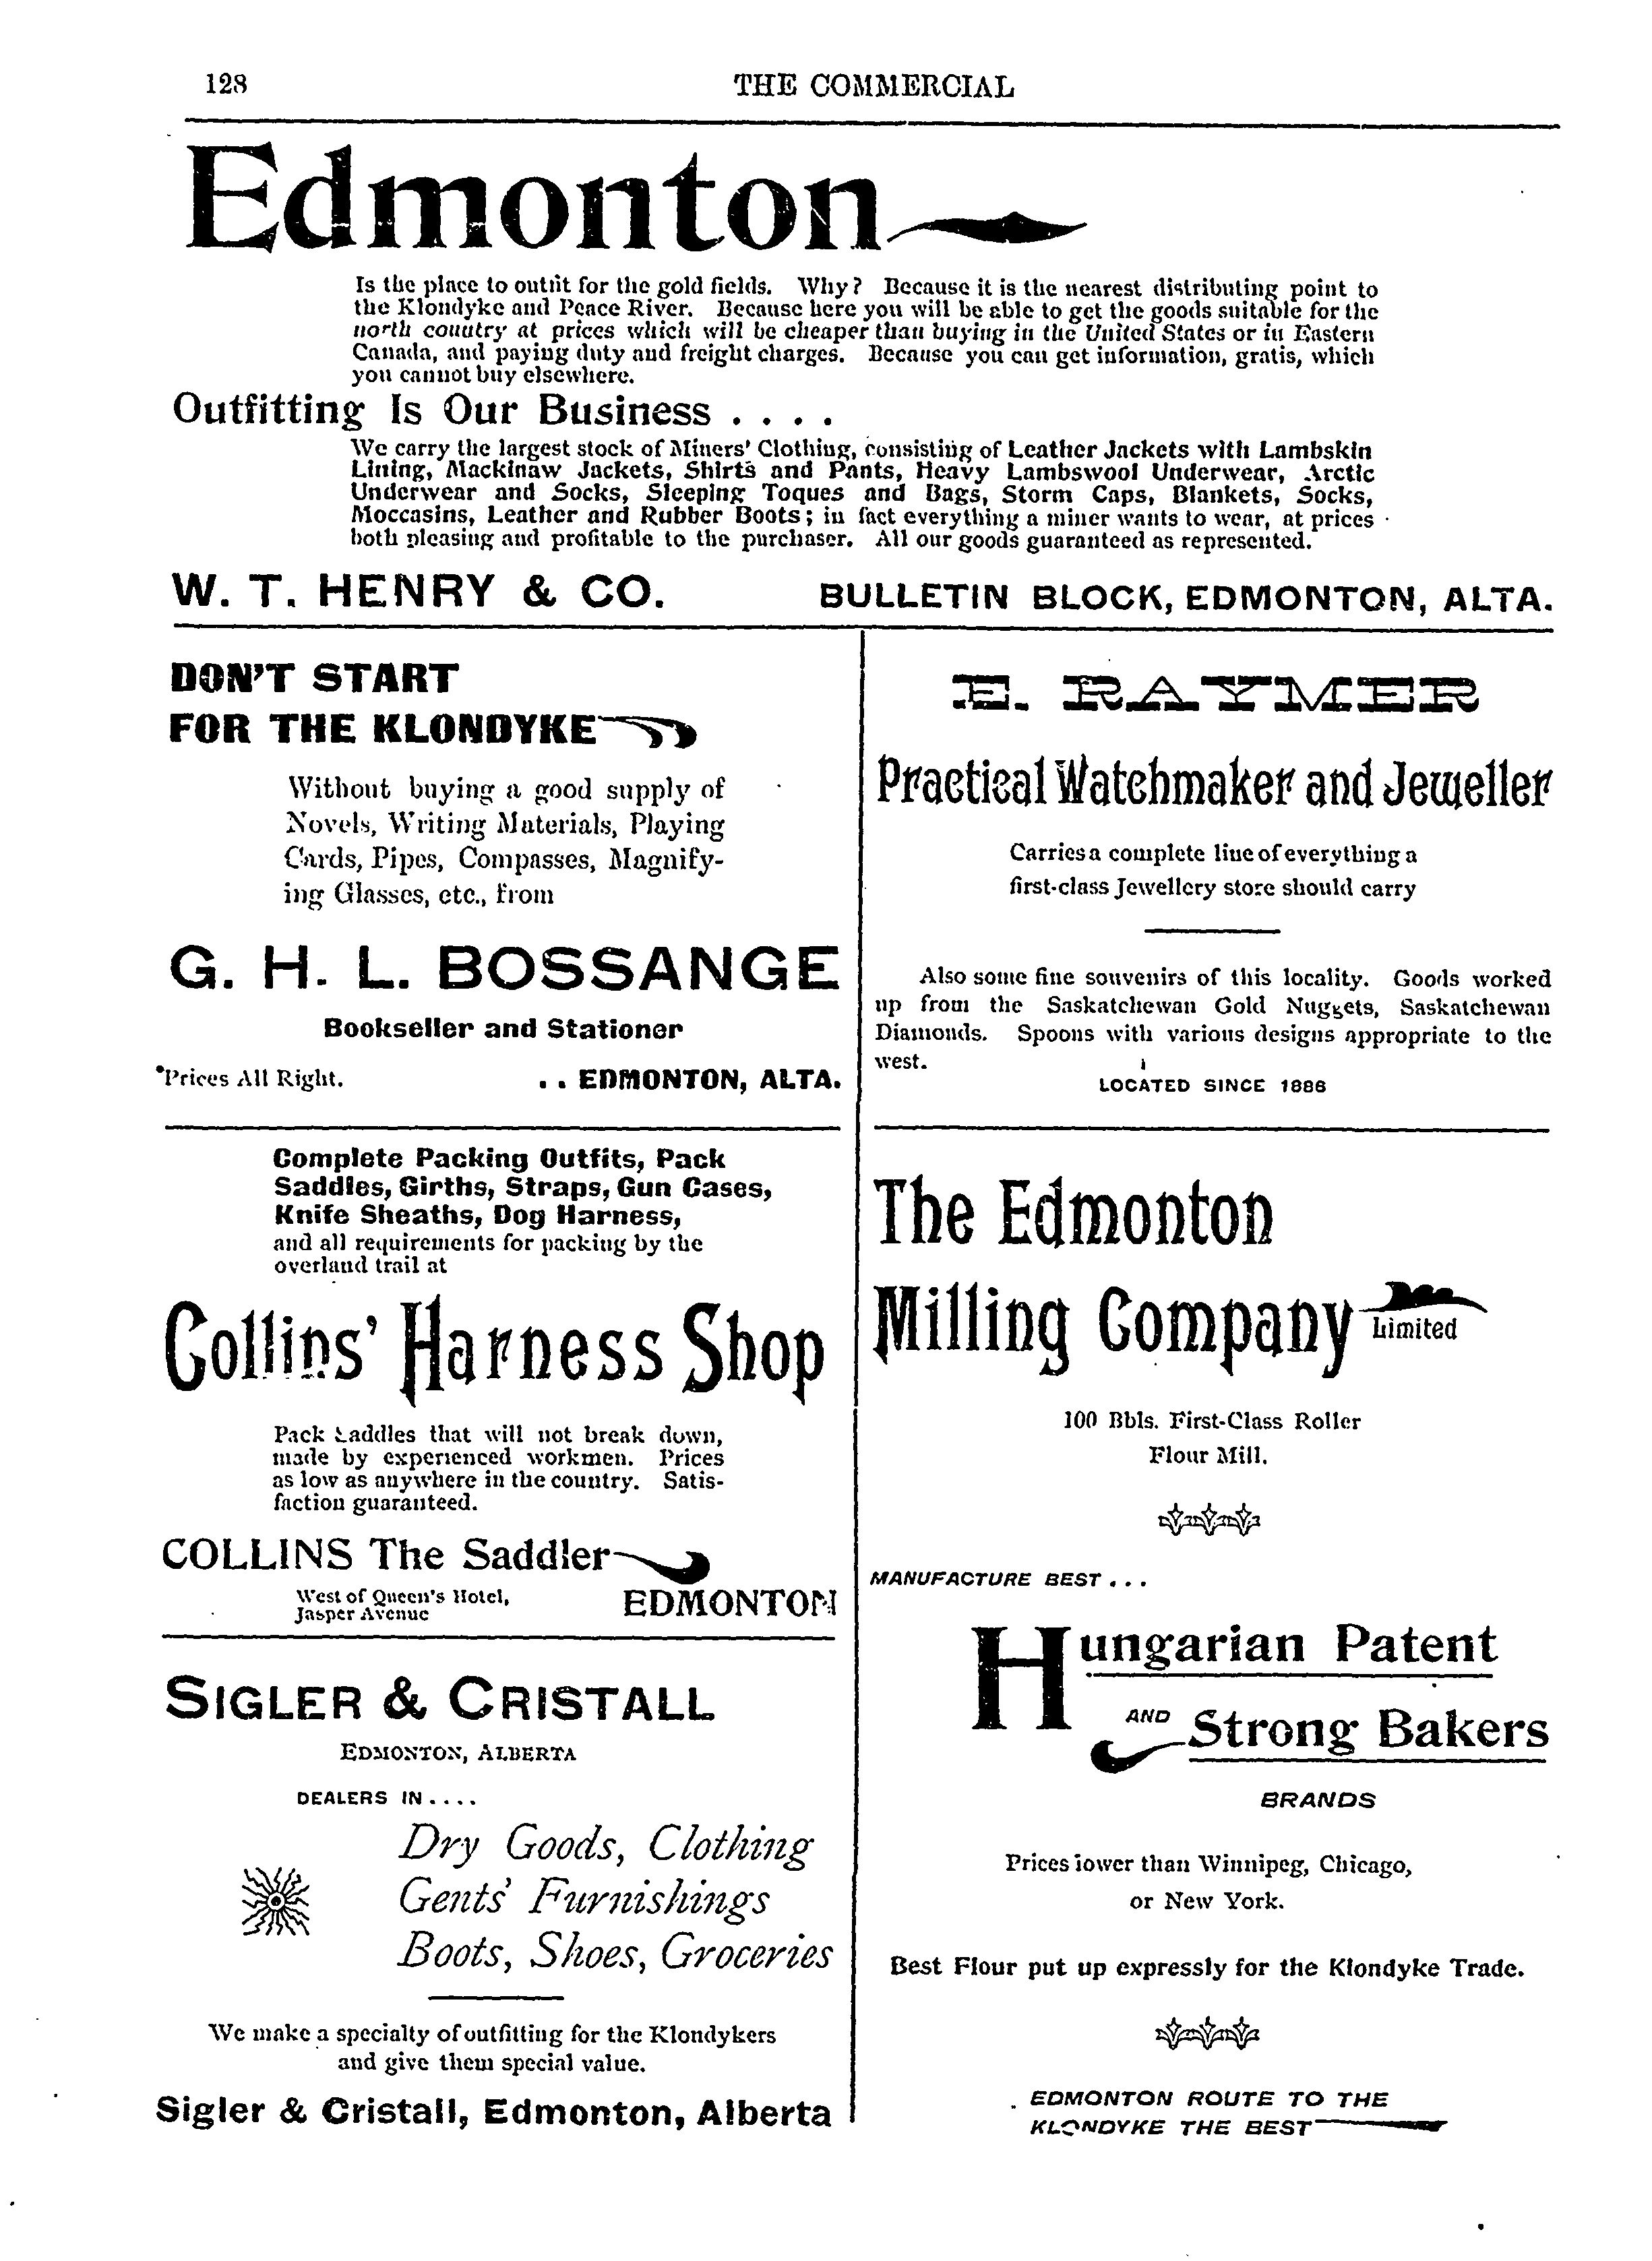 128
THE COMMERCIAL
Edmonton
Is the place to outfit for the gold fields. Why? Because it is the nearest distributing point to
the Klondyke and Peace River. Because here you will be able to get the goods suitable for the
north country at prices which will be cheaper than buying in the United States or in Eastern
Canada, and paying duty and freight charges. Because you can get information, gratis, which
you cannot buy elsewhere.
Outfitting Is Our Business . . . .
We carry the largest stock of Miners' Clothing, consisting of Leather Jackets with Lambskin
Lining, Mackinaw Jackets, Shirts and Pants, Heavy Lambswool Underwear, Arctic
Underwear and Socks, Sleeping Toques and Bags, Storm Caps, Blankets, Socks,
Moccasins, Leather and Rubber Boots; in fact everything a miner wants to wear, at prices
both pleasing and profitable to the purchaser. All our goods guaranteed as represented.
W. T. HENRY & CO. BULLETIN BLOCK, EDMONTON, ALTA.
DON'T START
FOR THE KLONDYKE
Without buying a good supply of
Novels, Writing Materials, Playing
Cards, Pipes, Compasses, Magnify-
ing Glasses, etc., from
G. H. L. BOSSANGE
Bookseller and Stationer
Prices All Right. . . EDMONTON, ALTA.
Complete Packing Outfits, Pack
Saddles, Girths, Straps, Gun Cases,
Knife Sheaths, Dog Harness,
and all requirements for packing by the
overland trail at
Collins' Harness Shop
Pack Saddles that will not break down,
made by experienced workmen. Prices
as low as anywhere in the country. Satis-
faction guaranteed.
COLLINS The Saddler
West of Queen's Hotel,
Jasper Avenue
EDMONTON
SIGLER & CRISTALL
EDMONTON, ALBERTA
DEALERS IN . . . .
Dry Goods, Clothing
Gents' Furnishings
Boots, Shoes, Groceries
We make a specialty of outfitting for the Klondykers
and give them special value.
Sigler & Cristall, Edmonton, Alberta
E. RAYMER
Practical Watchmaker and Jeweller
Carries a complete line of everything a
first-class Jewellery store should carry
Also some fine souvenirs of this locality. Goods worked
up from the Saskatchewan Gold Nuggets, Saskatchewan
Diamonds. Spoons with various designs appropriate to the
west.
LOCATED SINCE 1886
The Edmonton
Milling Company
Limited
100 Bbls. First-Class Roller
Flour Mill.
MANUFACTURE BEST . . .
Hungarian Patent
AND Strong Bakers
BRANDS
Prices lower than Winnipeg, Chicago,
or New York.
Best Flour put up expressly for the Klondyke Trade.
EDMONTON ROUTE TO THE
KLONDYKE THE BEST